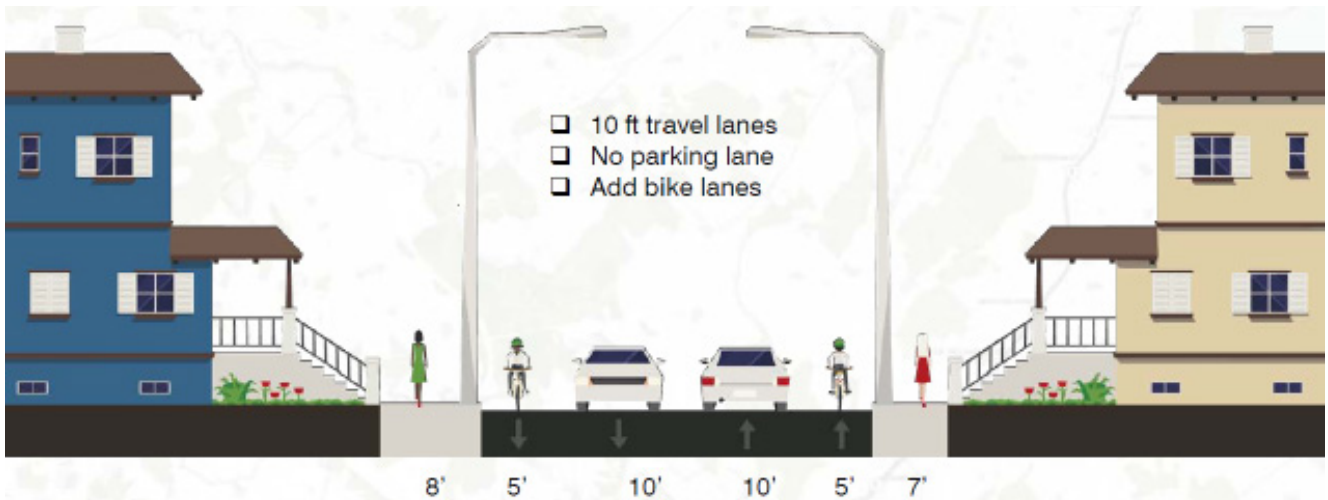 10 ft travel lanes
No parking lane
Add bike lanes
8' 5' 10' 10' 5' 7'